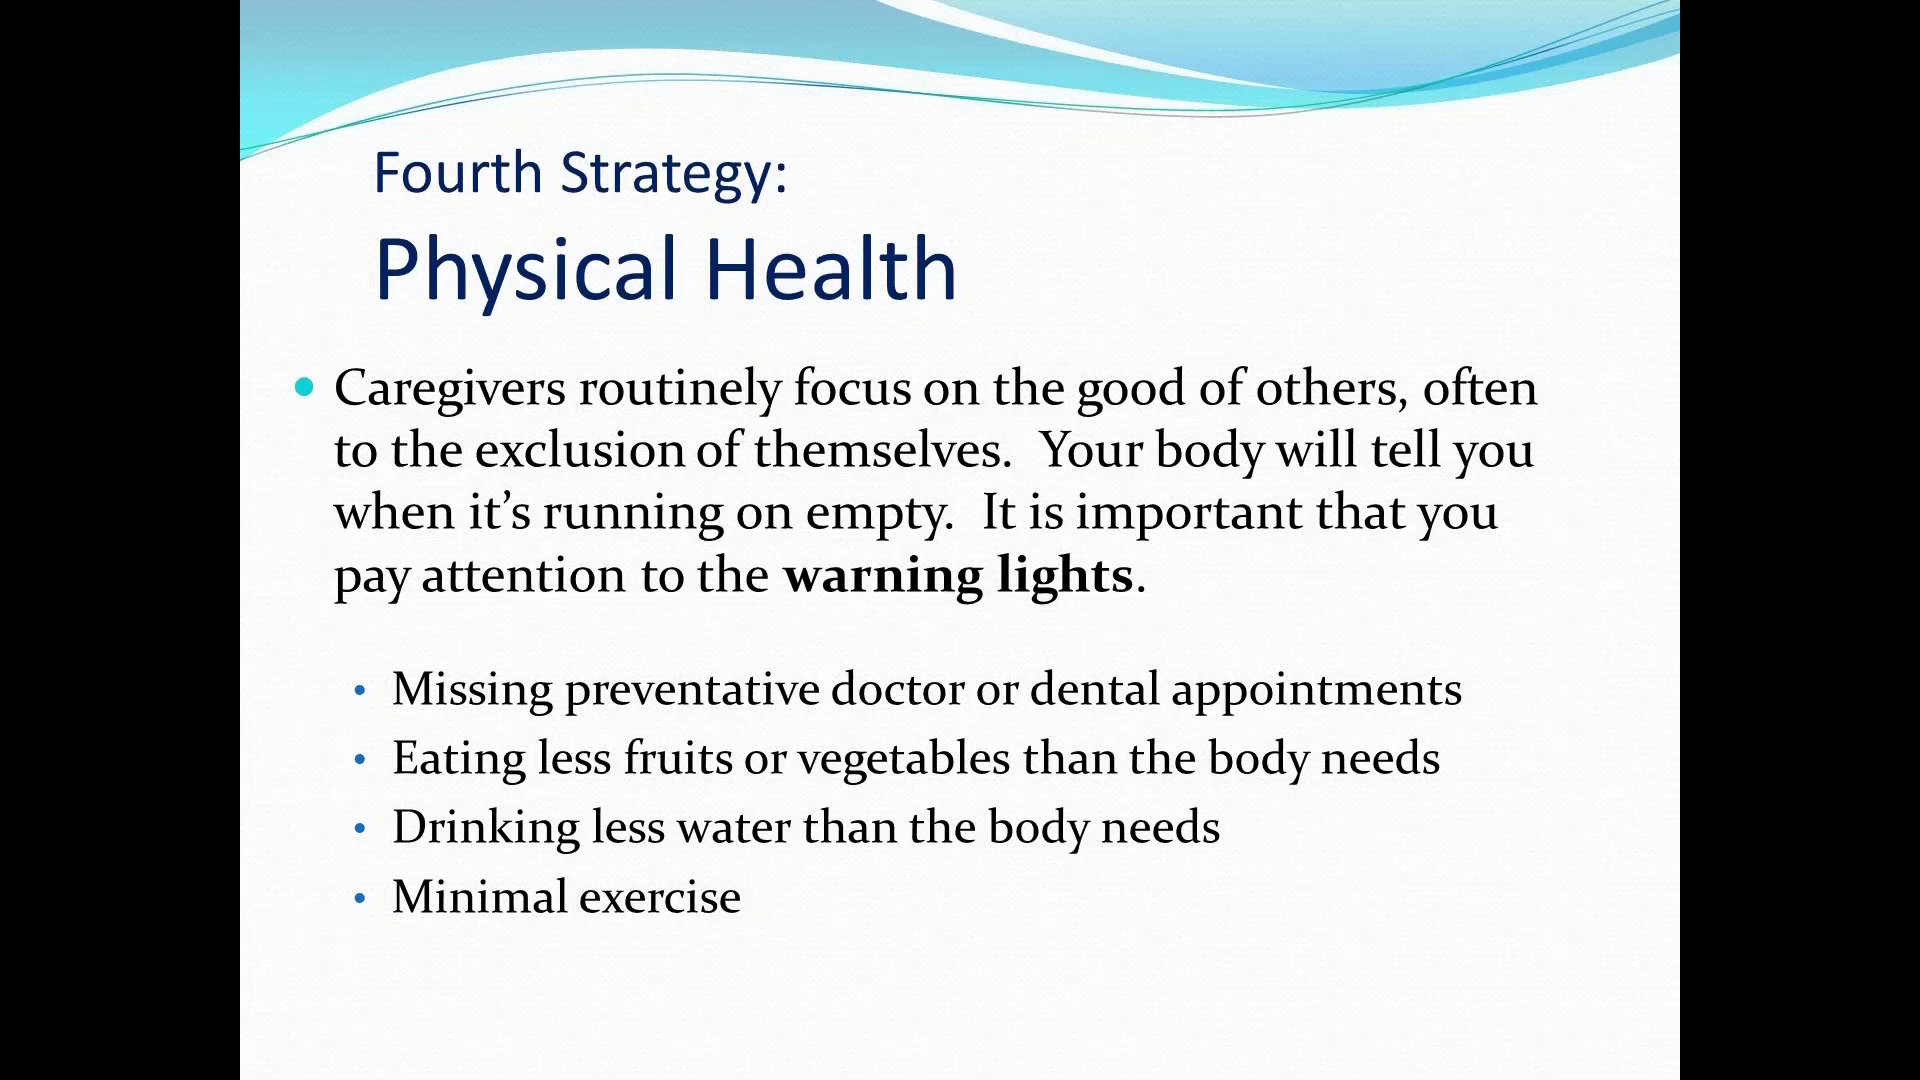 Fourth Strategy:
Physical Health
• Caregivers routinely focus on the good of others, often
to the exclusion of themselves.  Your body will tell you
when it’s running on empty.  It is important that you
pay attention to the warning lights.
• Missing preventative doctor or dental appointments
• Eating less fruits or vegetables than the body needs
• Drinking less water than the body needs
• Minimal exercise